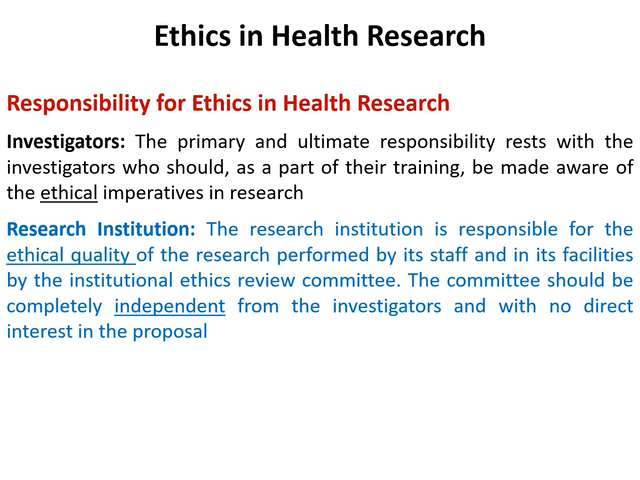 Ethics in Health Research
Responsibility for Ethics in Health Research
Investigators: The primary and ultimate responsibility rests with the
investigators who should, as a part of their training, be made aware of
the ethical imperatives in research
Research Institution: The research institution is responsible for the
ethical quality of the research performed by its staff and in its facilities
by the institutional ethics review committee. The committee should be
completely independent from the investigators and with no direct
interest in the proposal